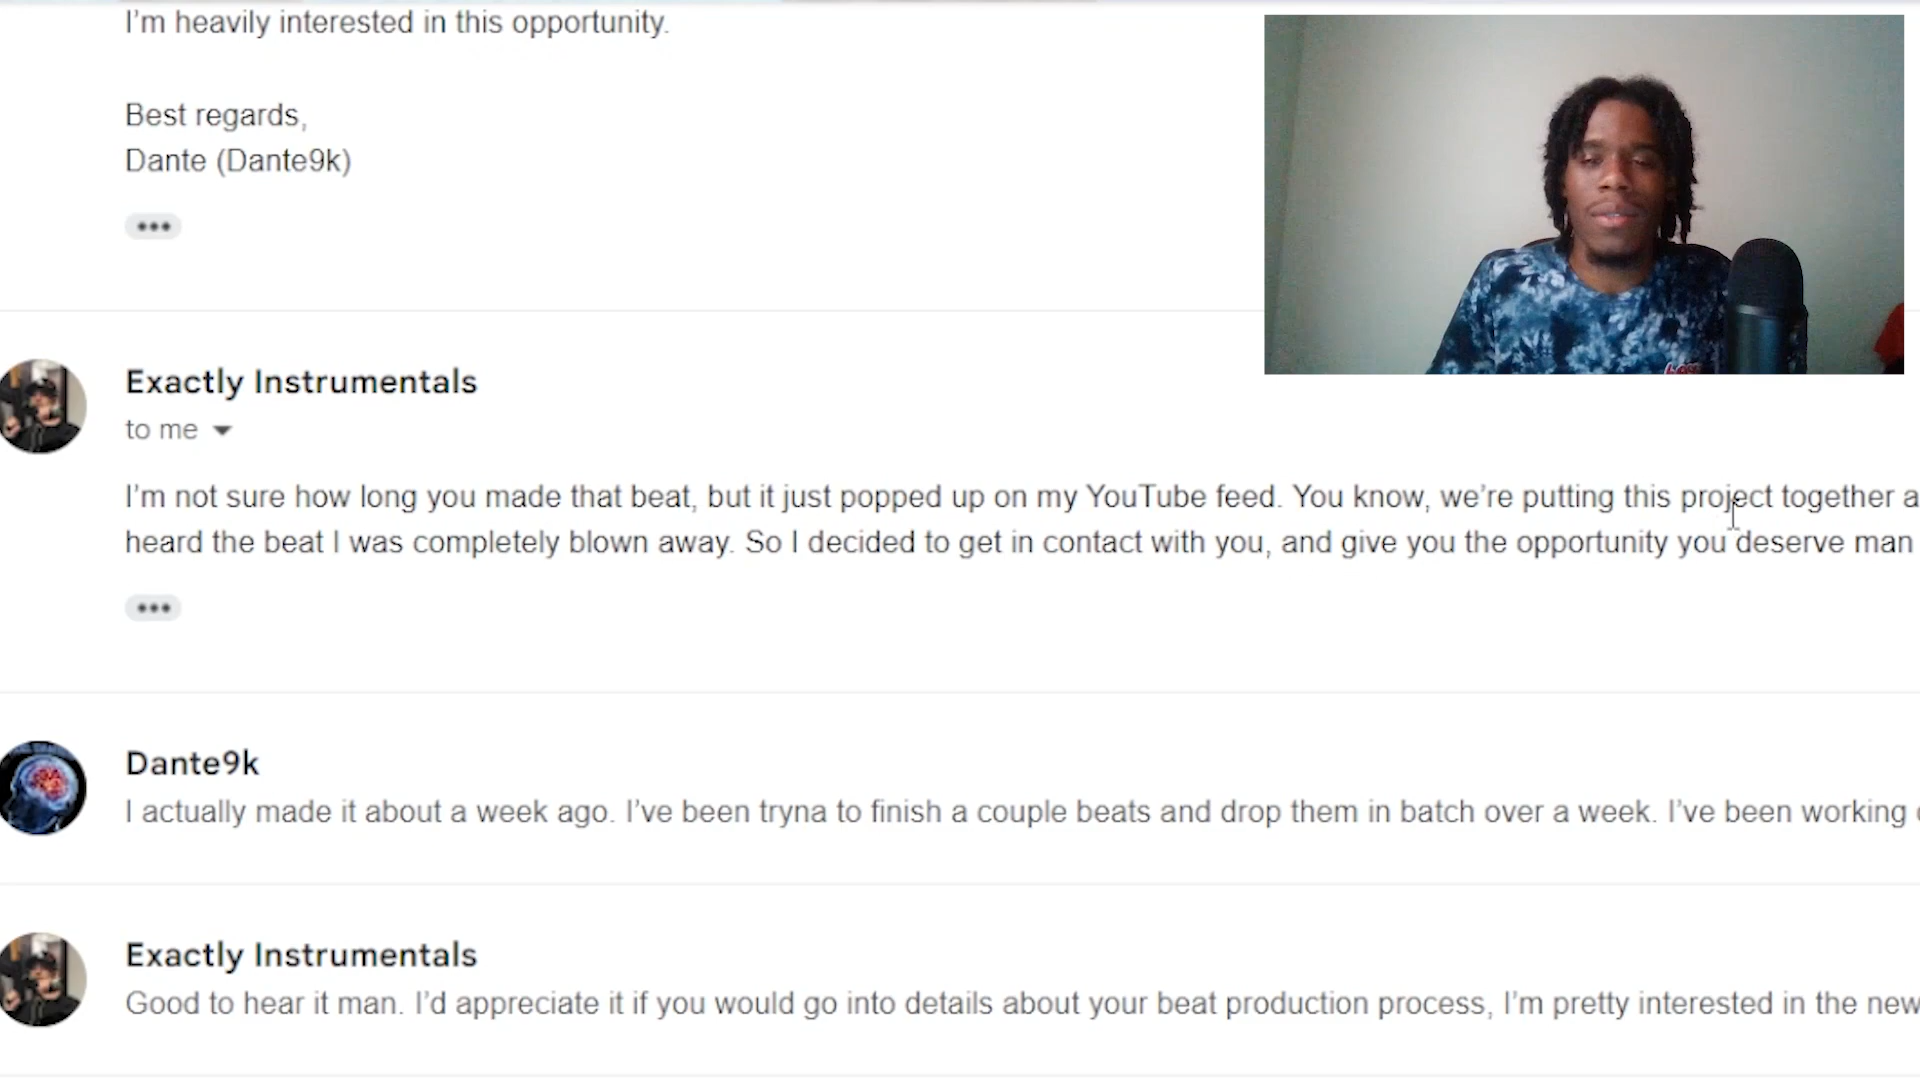 I'm heavily interested in this opportunity.
Best regards,
Dante (Dante9k)
Exactly Instrumentals
to me
I'm not sure how long you made that beat, but it just popped up on my YouTube feed. You know, we're putting this project together a
heard the beat I was completely blown away. So I decided to get in contact with you, and give you the opportunity you deserve man
Dante9k
I actually made it about a week ago. I've been tryna to finish a couple beats and drop them in batch over a week. I've been working
Exactly Instrumentals
Good to hear it man. I'd appreciate it if you would go into details about your beat production process, I'm pretty interested in the new